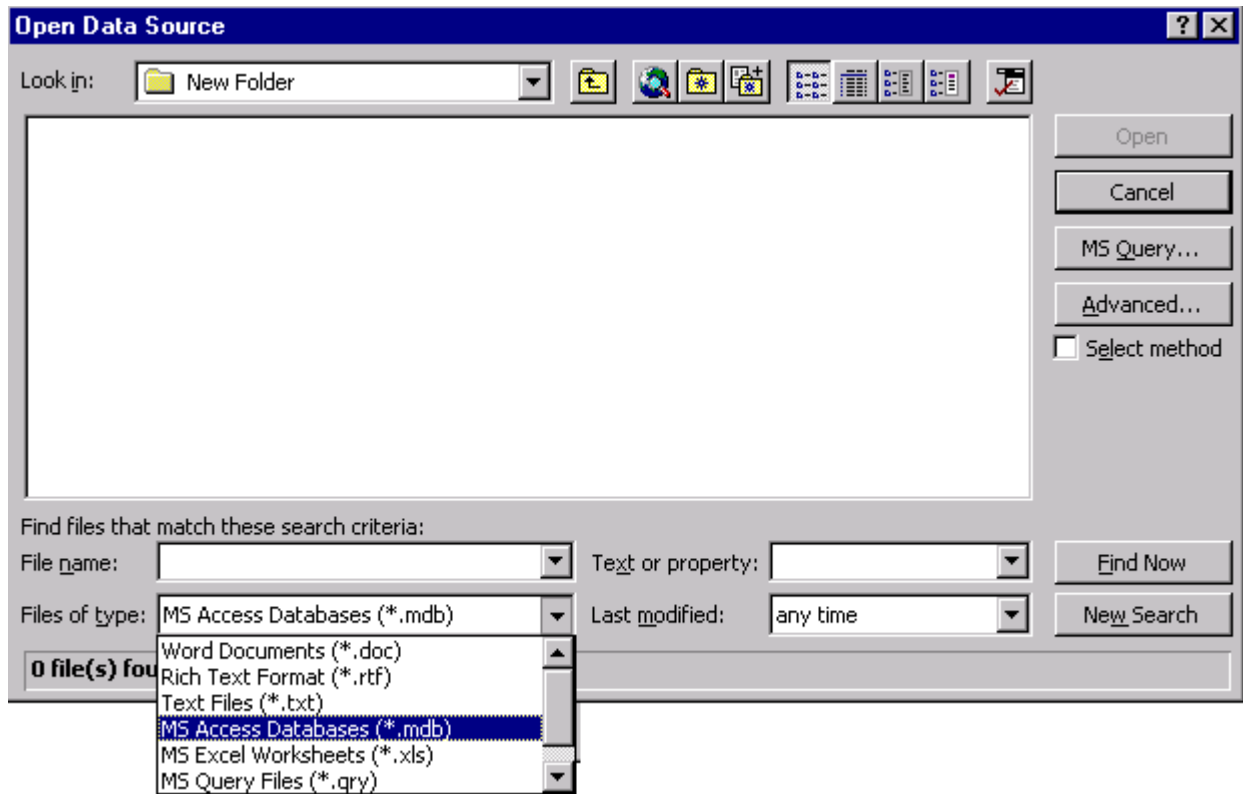 Open Data Source
Look in: New Folder
Open
Cancel
MS Query...
Advanced...
Select method
Find files that match these search criteria:
File name: Text or property: Find Now
Files of type: MS Access Databases (*.mdb) Last modified: any time New Search
0 file(s) fou
Word Documents (*.doc)
Rich Text Format (*.rtf)
Text Files (*.txt)
MS Access Databases (*.mdb)
MS Excel Worksheets (*.xls)
MS Query Files (*.qry)